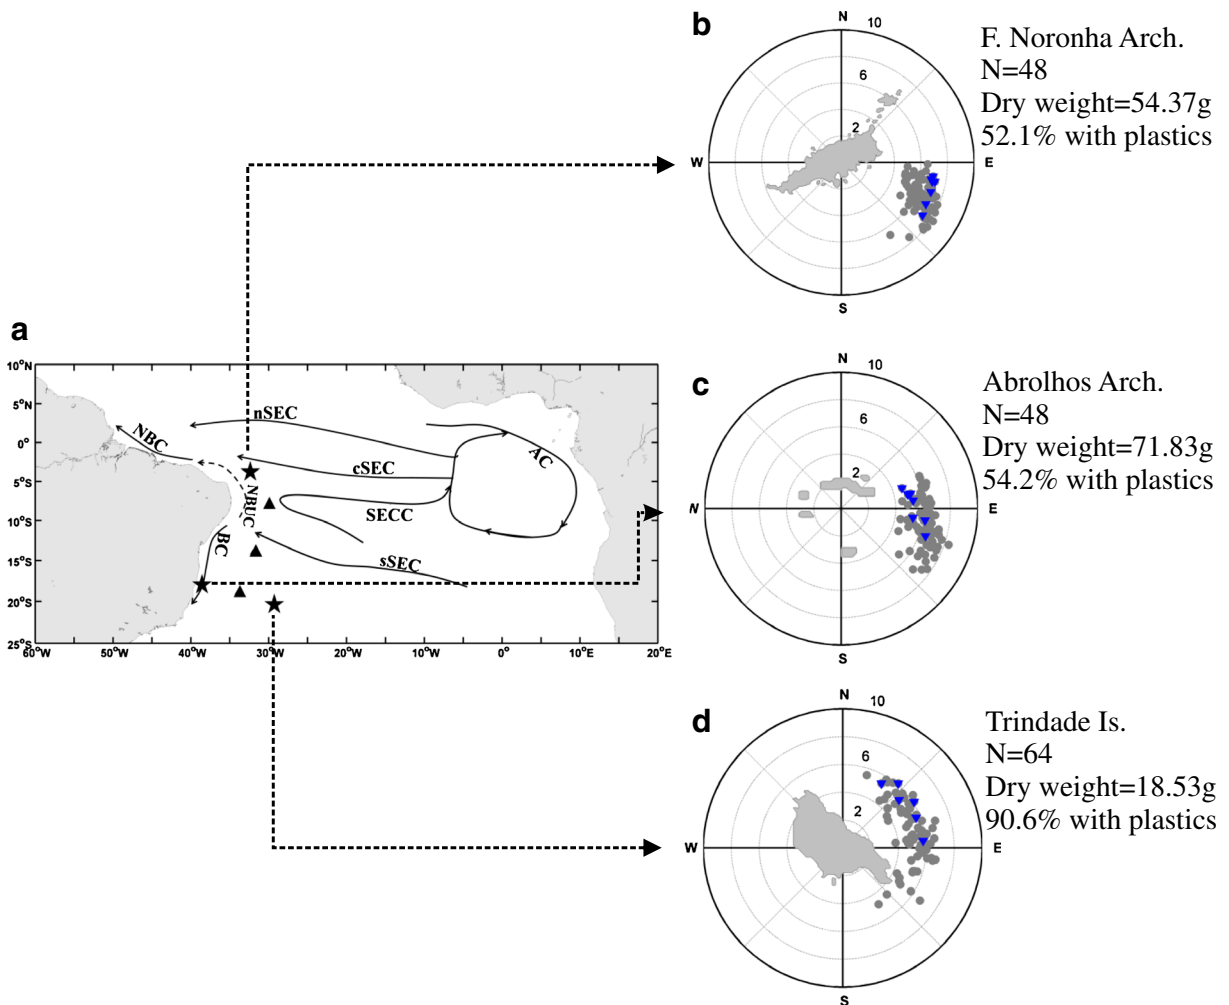 b
N
10
6
2
W
E
S
F. Noronha Arch.
N=48
Dry weight=54.37g
52.1% with plastics
a
10°N
5°N
0°
5°S
10°S
15°S
20°S
25°S
60°W
50°W
40°W
30°W
20°W
10°W
0°
10°E
20°E
NBC
nSEC
cSEC
AC
NBUC
SECC
BC
sSEC
c
N
10
6
2
N
E
S
Abrolhos Arch.
N=48
Dry weight=71.83g
54.2% with plastics
d
N
10
6
2
W
E
S
Trindade Is.
N=64
Dry weight=18.53g
90.6% with plastics